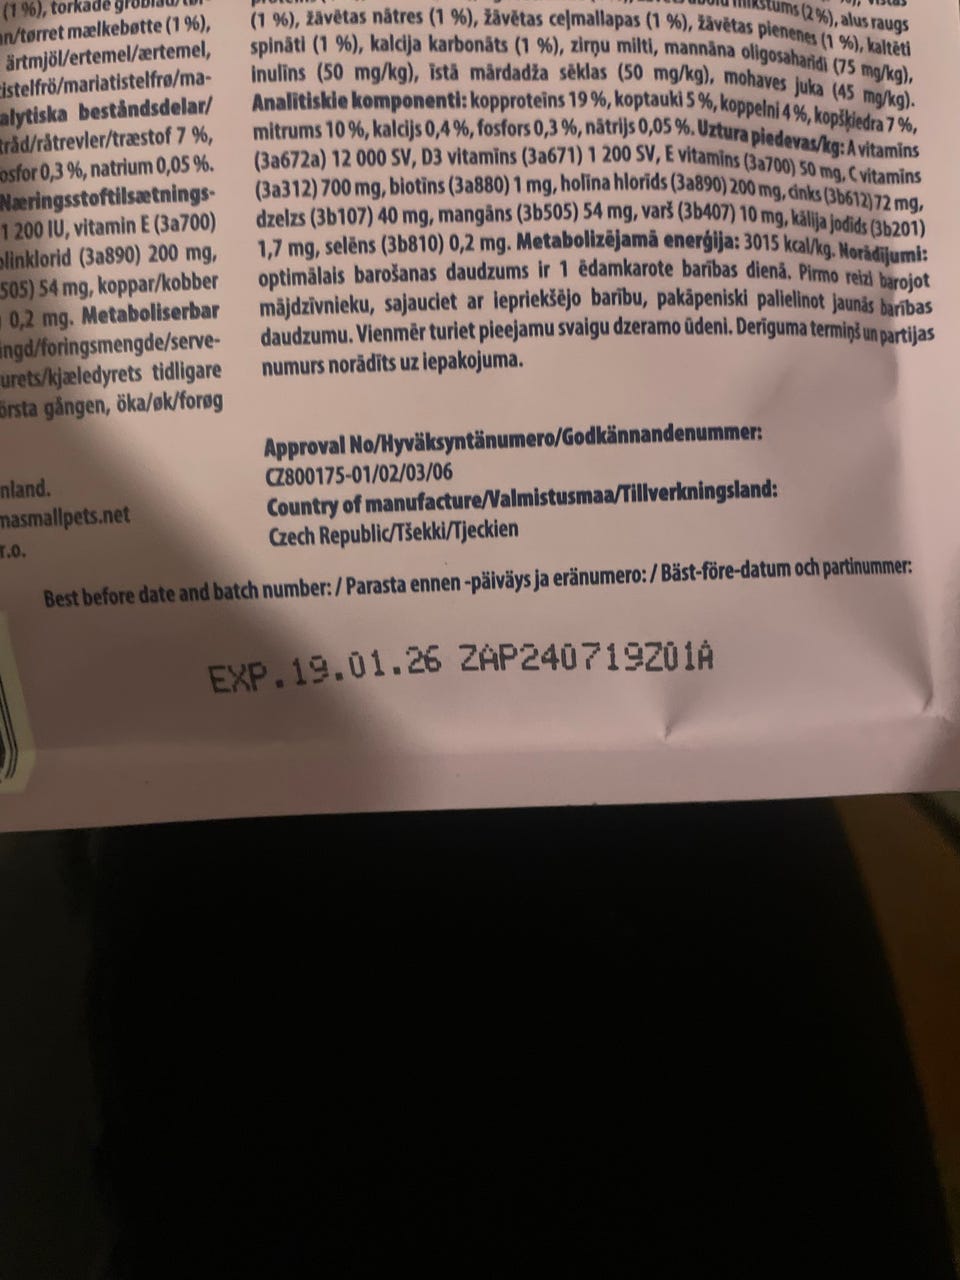 (1 %), torkade
an/tørret mælkebøtte (1 %),
ärtmjöl/ertemel/ærtemel,
istelfrö/mariatistelfrø/ma-
alytiska beståndsdelar/
tråd/råtrevler/træstof 7 %,
osfor 0,3 %, natrium 0,05 %.
Næringsstoftilsætnings-
1 200 IU, vitamin E (3a700)
olinklorid (3a890) 200 mg,
505) 54 mg, koppar/kobber
0,2 mg. Metaboliserbar
ingd/foringsmengde/serve-
urets/kjæledyrets tidligare
örsta gången, öka/øk/forøg
nland.
masmallpets.net
r.o.
mikstums (2 %), alus raugs
(1 %), žāvētas nātres (1 %), žāvētas ceļmallapas (1 %), žāvētas pienenes (1 %), kaltēti
spināti (1 %), kalcija karbonāts (1 %), zirņu milti, mannāna oligosaharīdi (75 mg/kg),
inulīns (50 mg/kg), īstā mārdadža sēklas (50 mg/kg), mohaves juka (45 mg/kg).
Analītiskie komponenti: kopproteīns 19 %, koptauki 5 %, koppelni 4 %, kopšķiedra 7 %,
mitrums 10 %, kalcijs 0,4 %, fosfors 0,3 %, nātrijs 0,05 %. Uztura piedevas/kg: A vitamīns
(3a672a) 12 000 SV, D3 vitamīns (3a671) 1 200 SV, E vitamīns (3a700) 50 mg, C vitamīns
(3a312) 700 mg, biotīns (3a880) 1 mg, holīna hlorīds (3a890) 200 mg, cinks (3b612) 72 mg,
dzelzs (3b107) 40 mg, mangāns (3b505) 54 mg, varš (3b407) 10 mg, kālija jodīds (3b201)
1,7 mg, selēns (3b810) 0,2 mg. Metabolizējamā enerģija: 3015 kcal/kg. Norādījumi:
optimālais barošanas daudzums ir 1 ēdamkarote barības dienā. Pirmo reizi barojot
mājdzīvnieku, sajauciet ar iepriekšējo barību, pakāpeniski palielinot jaunās barības
daudzumu. Vienmēr turiet pieejamu svaigu dzeramo ūdeni. Derīguma termiņš un partijas
numurs norādīts uz iepakojuma.
Approval No/Hyväksyntänumero/Godkännandenummer:
CZ800175-01/02/03/06
Country of manufacture/Valmistusmaa/Tillverkningsland:
Czech Republic/Tšekki/Tjeckien
Best before date and batch number: / Parasta ennen -päiväys ja eränumero: / Bäst-före-datum och partinummer:
EXP.19.01.26 ZAP240719Z01A